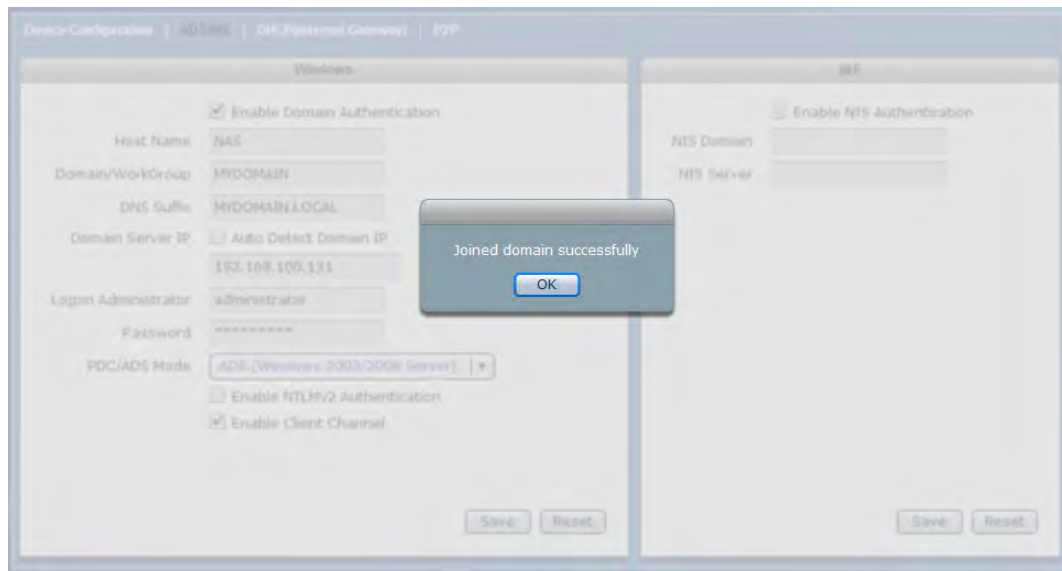 Device Configuration | ADS/NIS | DHCP(Internal Gateway) | P2P
Windows
Enable Domain Authentication
Host Name NAS
Domain/WorkGroup MYDOMAIN
DNS Suffix MYDOMAIN.LOCAL
Domain Server IP Auto Detect Domain IP
192.168.100.131
Logon Administrator administrator
Password *********
PDC/ADS Mode ADS (Windows 2003/2008 Server)
Enable NTLMv2 Authentication
Enable Client Channel
Save Reset
NIS
Enable NIS Authentication
NIS Domain
NIS Server
Save Reset
Joined domain successfully
OK